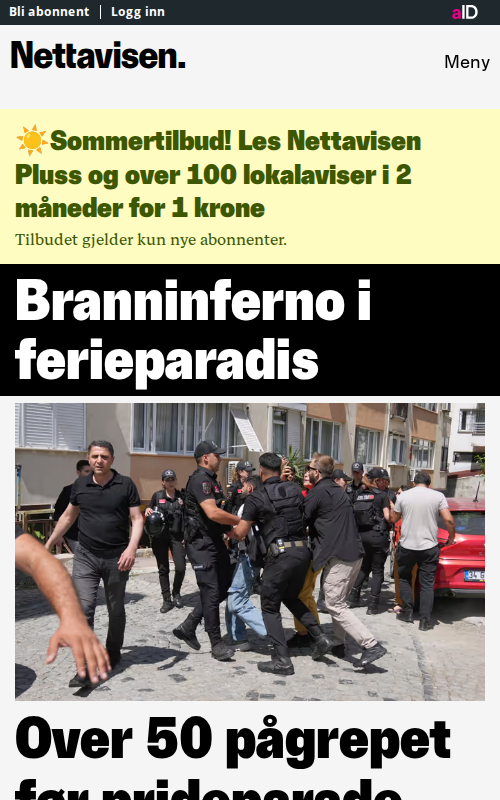 Bli abonnent | Logg inn
aID
Nettavisen.
Meny
☀️Sommertilbud! Les Nettavisen
Pluss og over 100 lokalaviser i 2
måneder for 1 krone
Tilbudet gjelder kun nye abonnenter.
Branninferno i
ferieparadis
Over 50 pågrepet
før prideparade